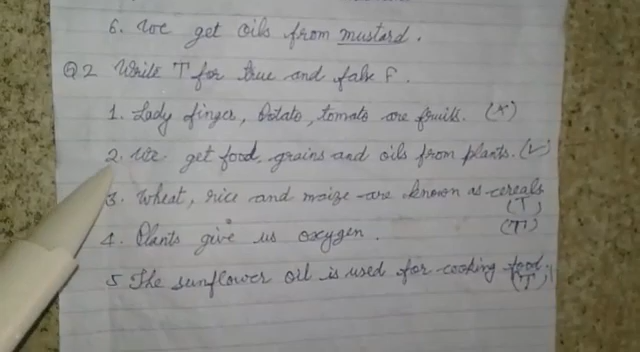 6. We get oils from mustard.
Q2 Write T for true and false F.
1. Lady finger, Potato, tomato are fruits. (×)
2. We get food, grains and oils from plants. (✓)
3. Wheat, rice and maize are known as cereals
(T)
4. Plants give us oxygen. (T)
5 The sunflower oil is used for cooking food.
(T)